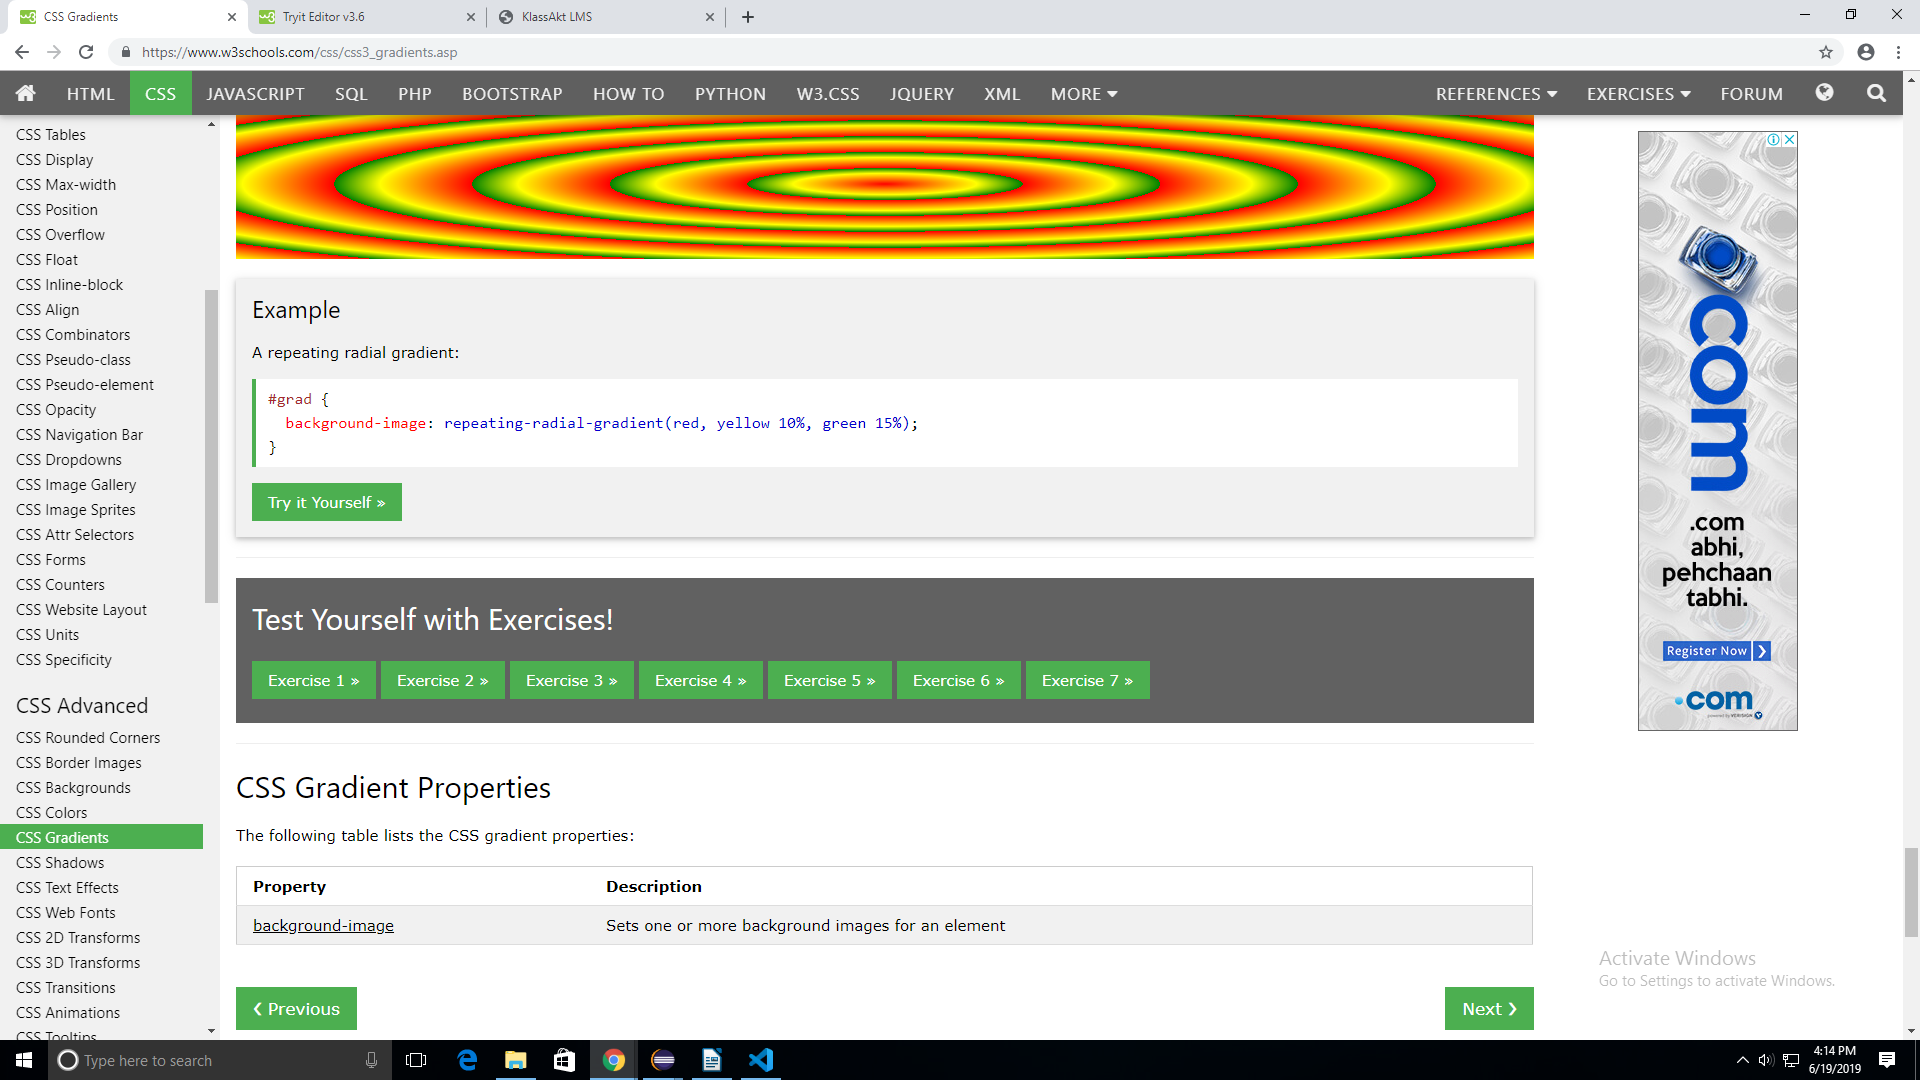 CSS Gradients
Tryit Editor v3.6
KlassAkt LMS
https://www.w3schools.com/css/css3_gradients.asp
HTML CSS JAVASCRIPT SQL PHP BOOTSTRAP HOW TO PYTHON W3.CSS JQUERY XML MORE REFERENCES EXERCISES FORUM
CSS Tables
CSS Display
CSS Max-width
CSS Position
CSS Overflow
CSS Float
CSS Inline-block
CSS Align
CSS Combinators
CSS Pseudo-class
CSS Pseudo-element
CSS Opacity
CSS Navigation Bar
CSS Dropdowns
CSS Image Gallery
CSS Image Sprites
CSS Attr Selectors
CSS Forms
CSS Counters
CSS Website Layout
CSS Units
CSS Specificity
CSS Advanced
CSS Rounded Corners
CSS Border Images
CSS Backgrounds
CSS Colors
CSS Gradients
CSS Shadows
CSS Text Effects
CSS Web Fonts
CSS 2D Transforms
CSS 3D Transforms
CSS Transitions
CSS Animations
CSS Tooltips
Example
A repeating radial gradient:
#grad {
  background-image: repeating-radial-gradient(red, yellow 10%, green 15%);
}
Try it Yourself »
Test Yourself with Exercises!
Exercise 1 » Exercise 2 » Exercise 3 » Exercise 4 » Exercise 5 » Exercise 6 » Exercise 7 »
CSS Gradient Properties
The following table lists the CSS gradient properties:
Property Description
background-image Sets one or more background images for an element
❮ Previous
Next ❯
com
.com
abhi,
pehchaan
tabhi.
Register Now ❯
.com
powered by VERISIGN
Activate Windows
Go to Settings to activate Windows.
Type here to search
4:14 PM
6/19/2019